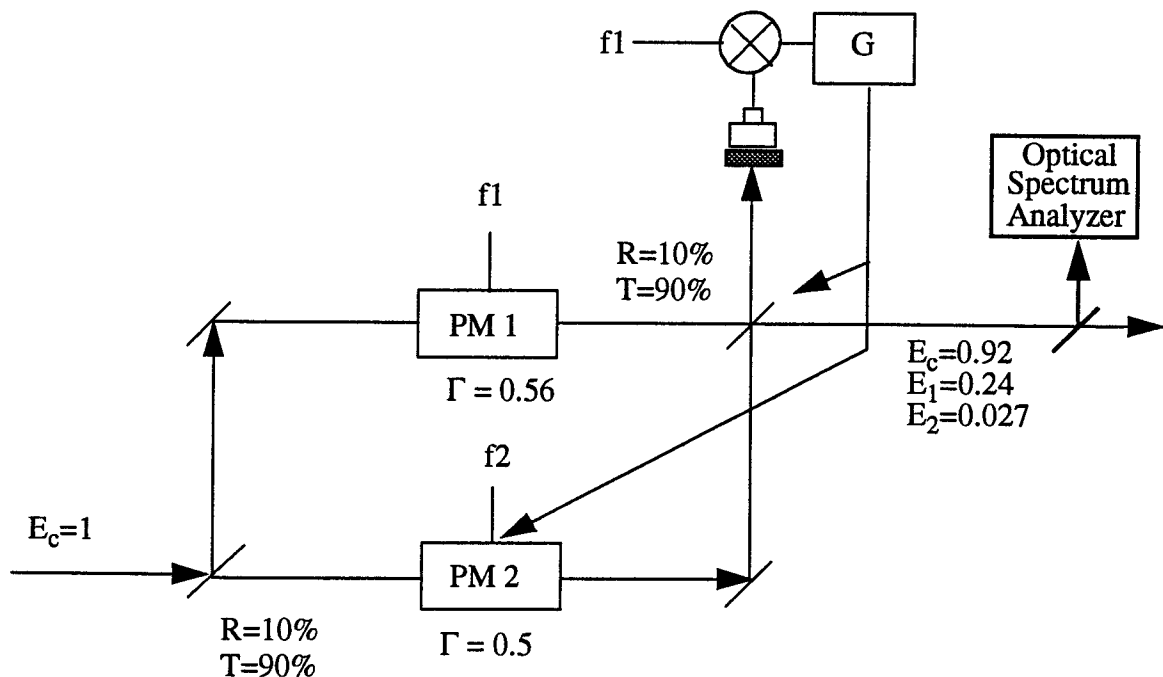 f1
G
Optical
Spectrum
Analyzer
f1
R=10%
T=90%
PM 1
Γ = 0.56
E_c=0.92
E_1=0.24
E_2=0.027
f2
E_c=1
PM 2
R=10%
T=90%
Γ = 0.5